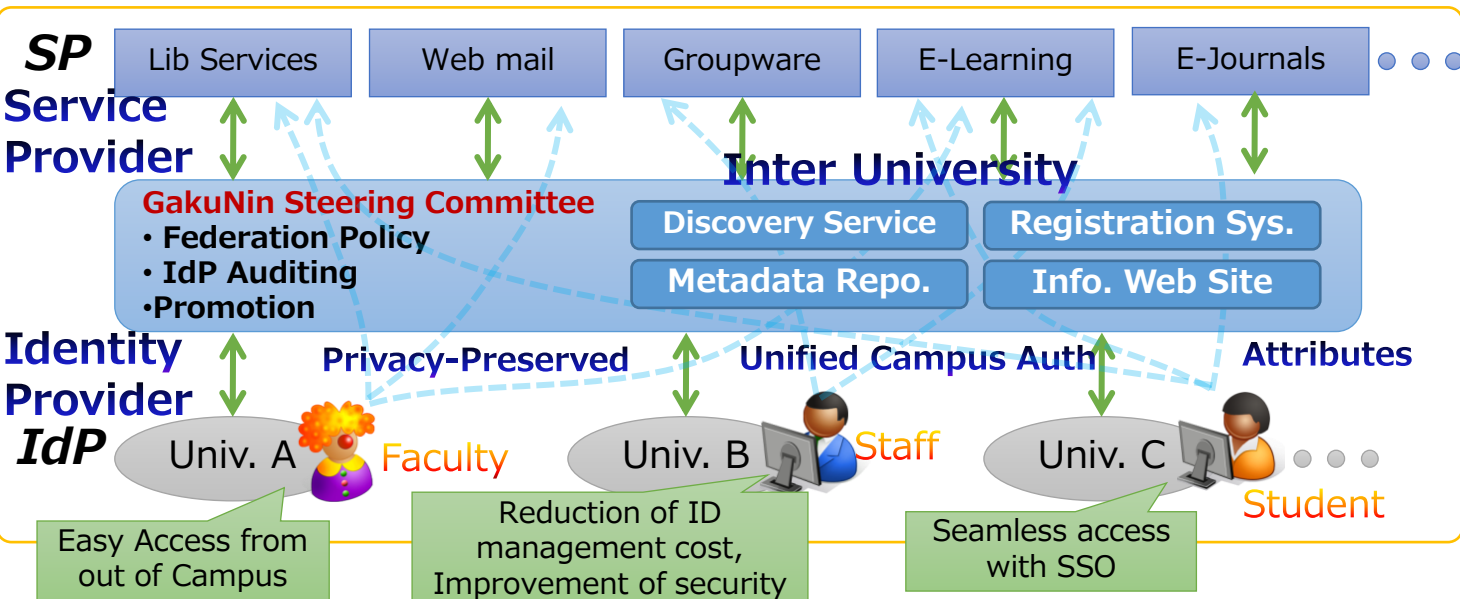 SP
Service
Provider
Lib Services
Web mail
Groupware
E-Learning
E-Journals
Inter University
GakuNin Steering Committee
• Federation Policy
• IdP Auditing
•Promotion
Discovery Service
Registration Sys.
Metadata Repo.
Info. Web Site
Identity
Provider
IdP
Privacy-Preserved
Unified Campus Auth
Attributes
Univ. A
Faculty
Univ. B
Staff
Univ. C
Student
Easy Access from
out of Campus
Reduction of ID
management cost,
Improvement of security
Seamless access
with SSO